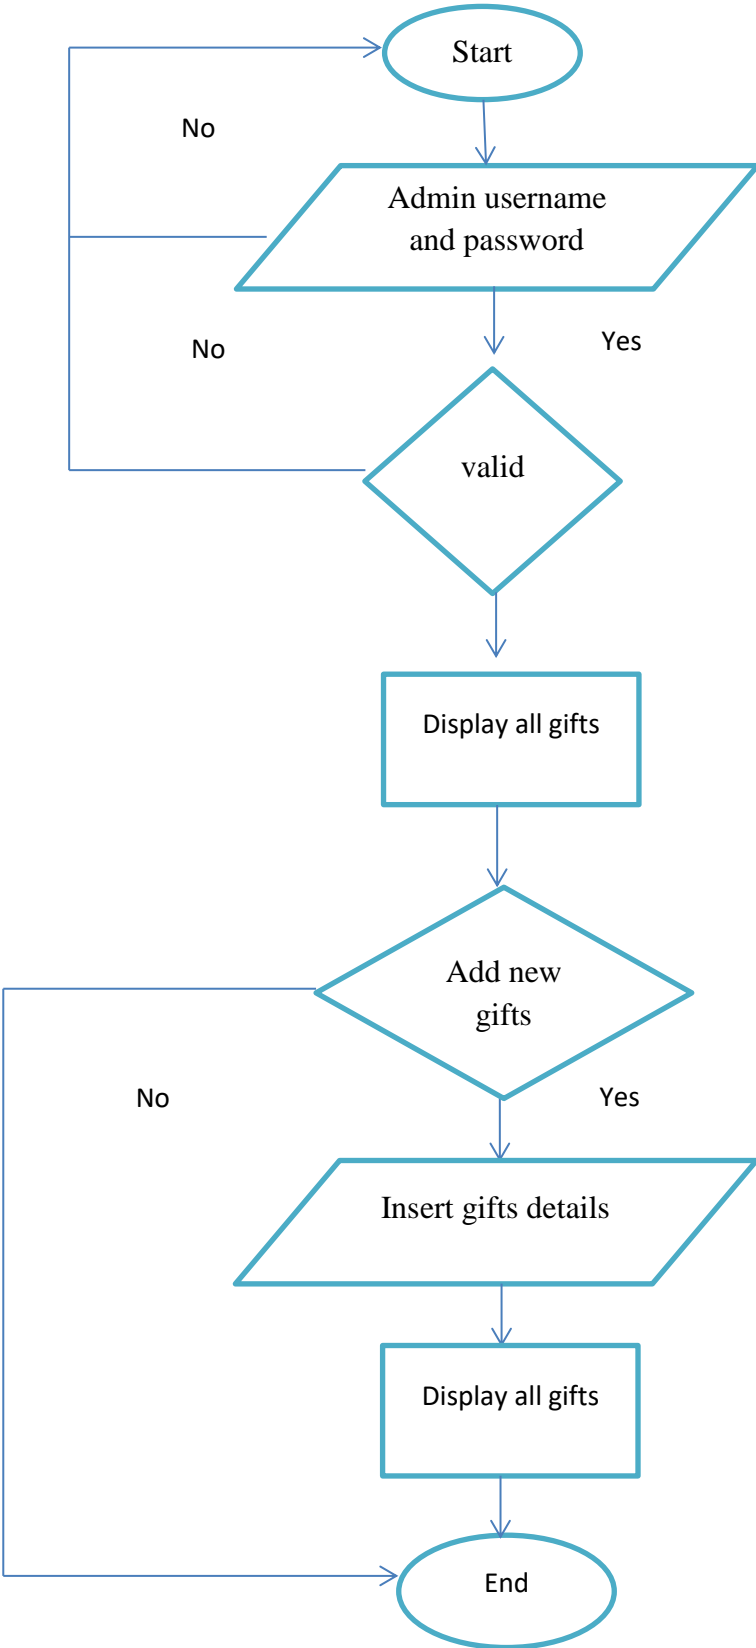 Start
No
Admin username
and password
No
Yes
valid
Display all gifts
Add new
gifts
No
Yes
Insert gifts details
Display all gifts
End